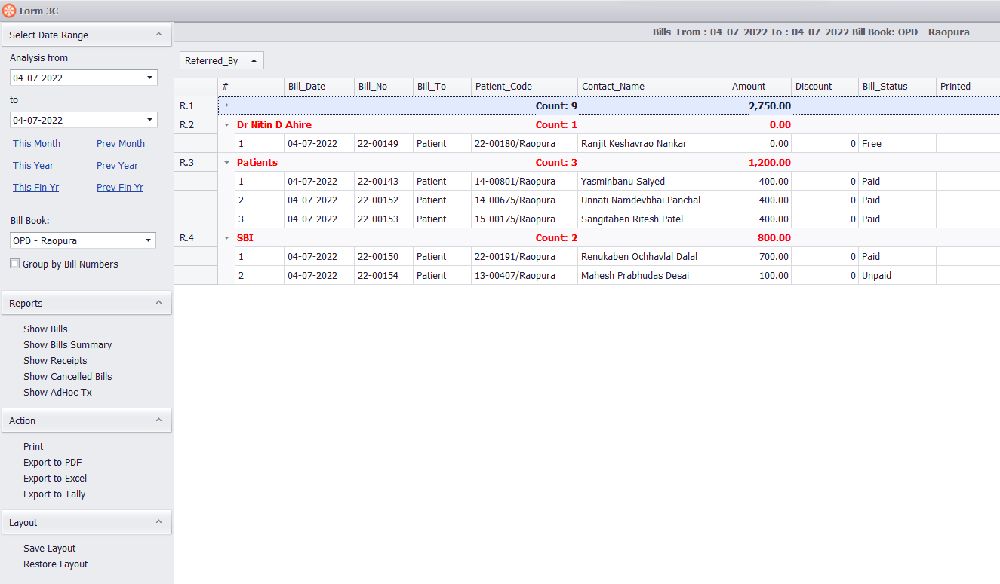 Form 3C
Select Date Range
Analysis from
04-07-2022
to
04-07-2022
This Month Prev Month
This Year Prev Year
This Fin Yr Prev Fin Yr
Bill Book:
OPD - Raopura
Group by Bill Numbers
Reports
Show Bills
Show Bills Summary
Show Receipts
Show Cancelled Bills
Show AdHoc Tx
Action
Print
Export to PDF
Export to Excel
Export to Tally
Layout
Save Layout
Restore Layout
Bills From : 04-07-2022 To : 04-07-2022 Bill Book: OPD - Raopura
Referred_By
# Bill_Date Bill_No Bill_To Patient_Code Contact_Name Amount Discount Bill_Status Printed
R.1 Count: 9 2,750.00
R.2 Dr Nitin D Ahire Count: 1 0.00
1 04-07-2022 22-00149 Patient 22-00180/Raopura Ranjit Keshavrao Nankar 0.00 0 Free
R.3 Patients Count: 3 1,200.00
1 04-07-2022 22-00143 Patient 14-00801/Raopura Yasminbanu Saiyed 400.00 0 Paid
2 04-07-2022 22-00152 Patient 14-00675/Raopura Unnati Namdevbhai Panchal 400.00 0 Paid
3 04-07-2022 22-00153 Patient 15-00175/Raopura Sangitaben Ritesh Patel 400.00 0 Paid
R.4 SBI Count: 2 800.00
1 04-07-2022 22-00150 Patient 22-00191/Raopura Renukaben Ochhavlal Dalal 700.00 0 Paid
2 04-07-2022 22-00154 Patient 13-00407/Raopura Mahesh Prabhudas Desai 100.00 0 Unpaid